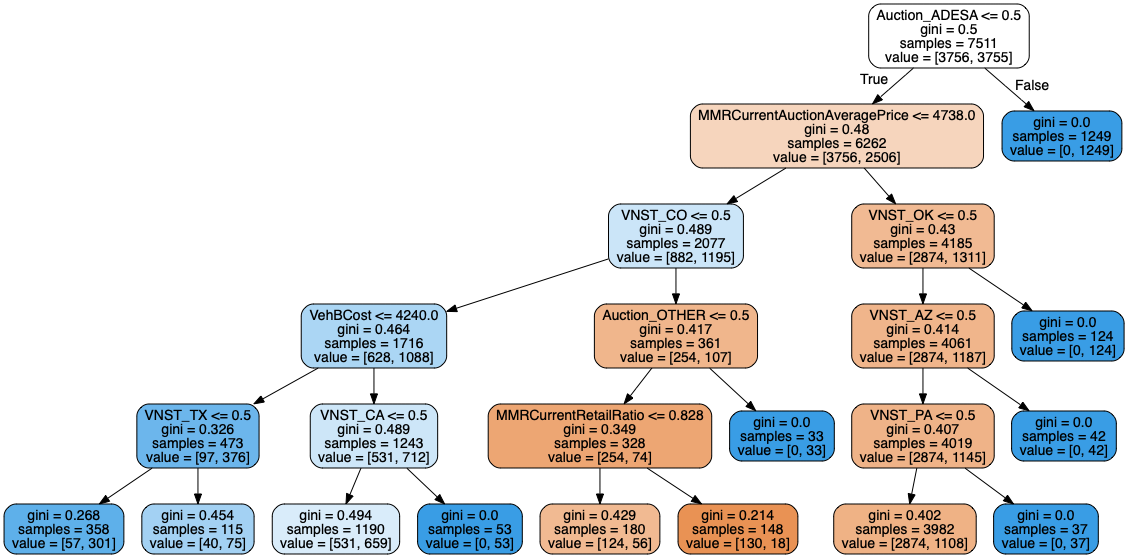 Auction_ADESA <= 0.5
gini = 0.5
samples = 7511
value = [3756, 3755]
True
False
MMRCurrentAuctionAveragePrice <= 4738.0
gini = 0.48
samples = 6262
value = [3756, 2506]
gini = 0.0
samples = 1249
value = [0, 1249]
VNST_CO <= 0.5
gini = 0.489
samples = 2077
value = [882, 1195]
VNST_OK <= 0.5
gini = 0.43
samples = 4185
value = [2874, 1311]
VehBCost <= 4240.0
gini = 0.464
samples = 1716
value = [628, 1088]
Auction_OTHER <= 0.5
gini = 0.417
samples = 361
value = [254, 107]
VNST_AZ <= 0.5
gini = 0.414
samples = 4061
value = [2874, 1187]
gini = 0.0
samples = 124
value = [0, 124]
VNST_TX <= 0.5
gini = 0.326
samples = 473
value = [97, 376]
VNST_CA <= 0.5
gini = 0.489
samples = 1243
value = [531, 712]
MMRCurrentRetailRatio <= 0.828
gini = 0.349
samples = 328
value = [254, 74]
gini = 0.0
samples = 33
value = [0, 33]
VNST_PA <= 0.5
gini = 0.407
samples = 4019
value = [2874, 1145]
gini = 0.0
samples = 42
value = [0, 42]
gini = 0.268
samples = 358
value = [57, 301]
gini = 0.454
samples = 115
value = [40, 75]
gini = 0.494
samples = 1190
value = [531, 659]
gini = 0.0
samples = 53
value = [0, 53]
gini = 0.429
samples = 180
value = [124, 56]
gini = 0.214
samples = 148
value = [130, 18]
gini = 0.402
samples = 3982
value = [2874, 1108]
gini = 0.0
samples = 37
value = [0, 37]